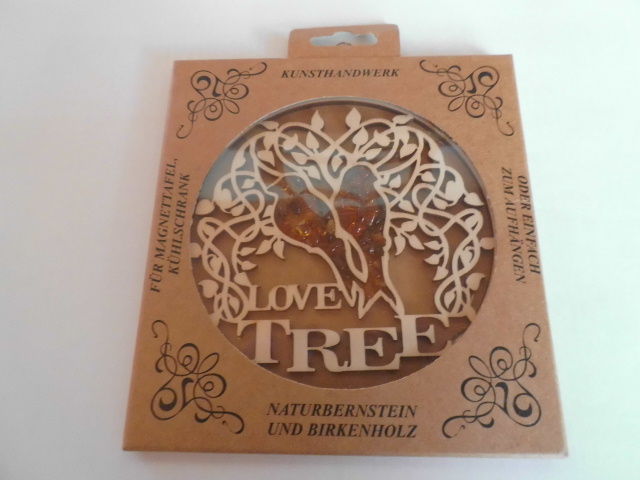 KUNSTHANDWERK
FÜR MAGNETTAFEL,
KÜHLSCHRANK
ODER EINFACH
ZUM AUFHÄNGEN
LOVE
TREE
NATURBERNSTEIN
UND BIRKENHOLZ